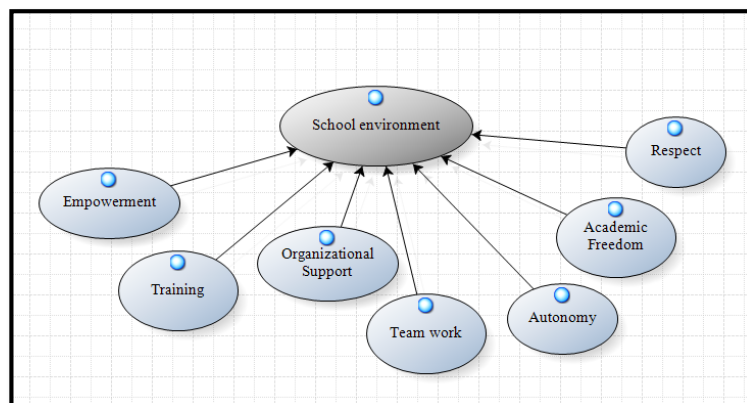 School environment
Respect
Empowerment
Academic
Freedom
Organizational
Support
Training
Autonomy
Team work